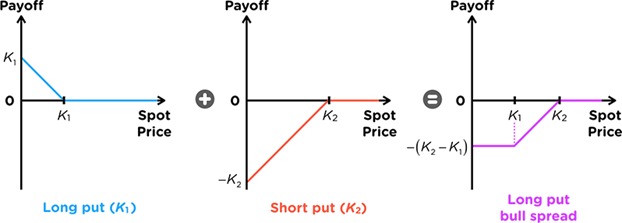 Payoff
K₁
0
K₁
Spot
Price
Long put (K₁)
+
Payoff
0
K₂
Spot
Price
−K₂
Short put (K₂)
=
Payoff
0
K₁
K₂
Spot
Price
−(K₂ − K₁)
Long put
bull spread